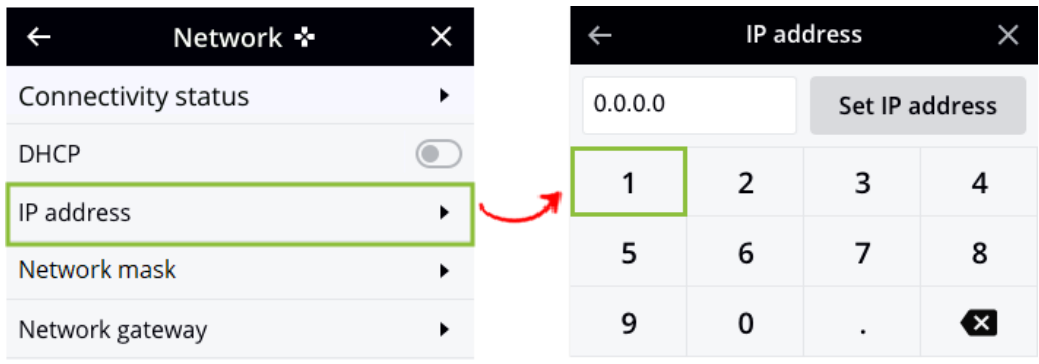 Network
Connectivity status
DHCP
IP address
Network mask
Network gateway
IP address
0.0.0.0 Set IP address
1 2 3 4
5 6 7 8
9 0 .